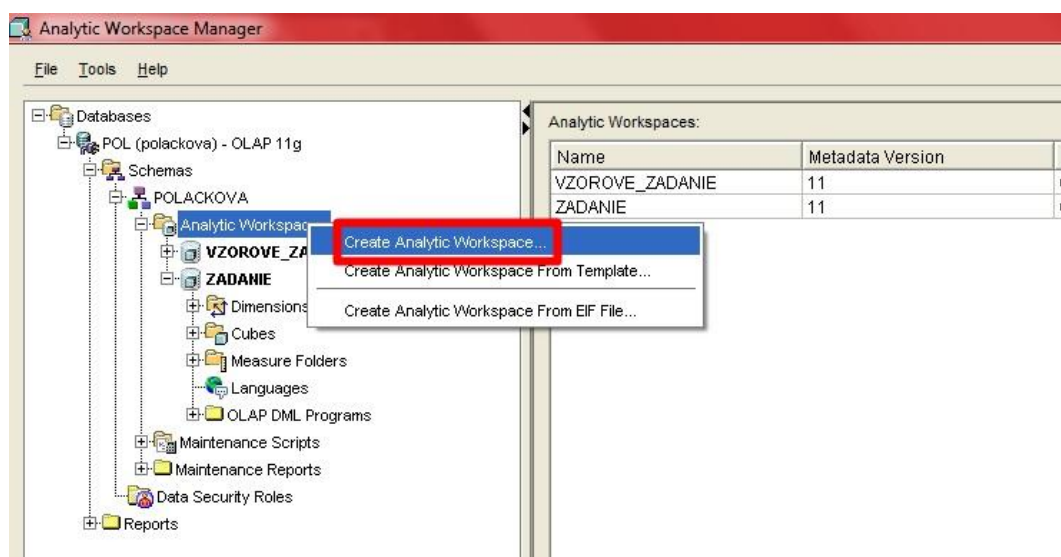 Analytic Workspace Manager
File Tools Help
Databases
POL (polackova) - OLAP 11g
Schemas
POLACKOVA
Analytic Workspac
VZOROVE_ZA
ZADANIE
Dimensions
Cubes
Measure Folders
Languages
OLAP DML Programs
Maintenance Scripts
Maintenance Reports
Data Security Roles
Reports
Create Analytic Workspace...
Create Analytic Workspace From Template...
Create Analytic Workspace From EIF File...
Analytic Workspaces:
Name Metadata Version
VZOROVE_ZADANIE 11
ZADANIE 11